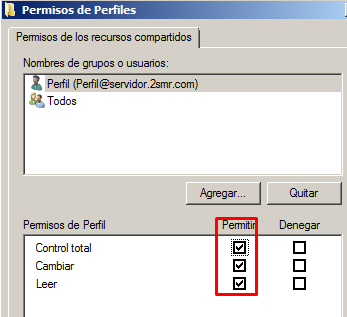 Permisos de Perfiles
Permisos de los recursos compartidos
Nombres de grupos o usuarios:
Perfil (Perfil@servidor.2smr.com)
Todos
Agregar... Quitar
Permisos de Perfil Permitir Denegar
Control total
Cambiar
Leer